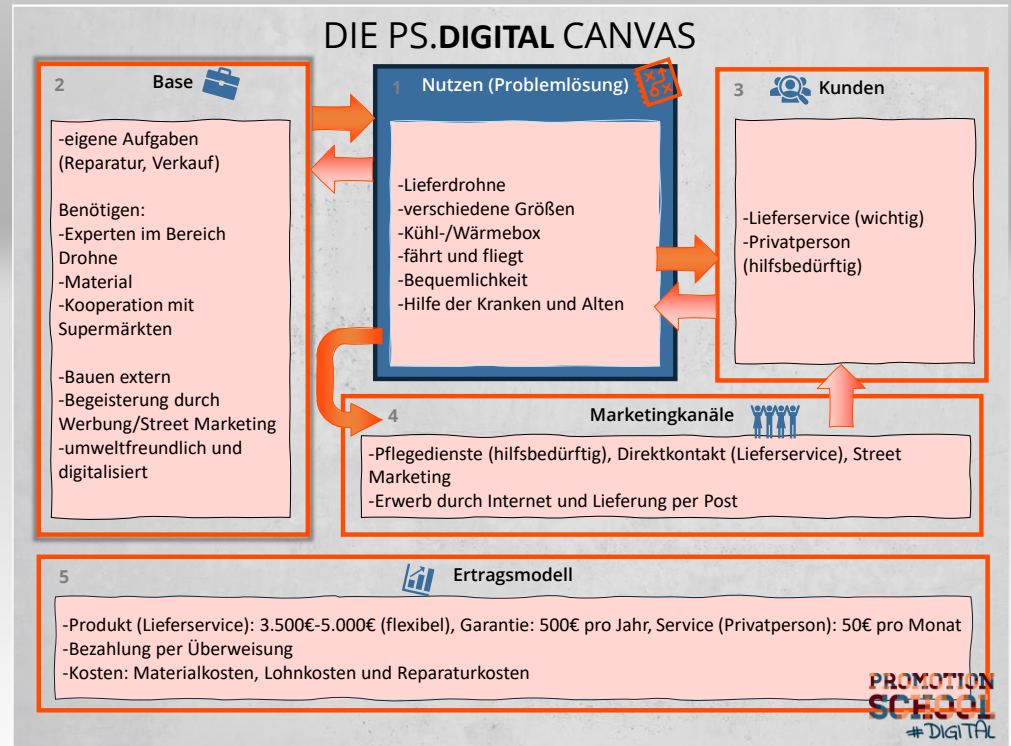 DIE PS.DIGITAL CANVAS
2
Base
-eigene Aufgaben
(Reparatur, Verkauf)
Benötigen:
-Experten im Bereich
Drohne
-Material
-Kooperation mit
Supermärkten
-Bauen extern
-Begeisterung durch
Werbung/Street Marketing
-umweltfreundlich und
digitalisiert
1
Nutzen (Problemlösung)
-Lieferdrohne
-verschiedene Größen
-Kühl-/Wärmebox
-fährt und fliegt
-Bequemlichkeit
-Hilfe der Kranken und Alten
3
Kunden
-Lieferservice (wichtig)
-Privatperson
(hilfsbedürftig)
4
Marketingkanäle
-Pflegedienste (hilfsbedürftig), Direktkontakt (Lieferservice), Street
Marketing
-Erwerb durch Internet und Lieferung per Post
5
Ertragsmodell
-Produkt (Lieferservice): 3.500€-5.000€ (flexibel), Garantie: 500€ pro Jahr, Service (Privatperson): 50€ pro Monat
-Bezahlung per Überweisung
-Kosten: Materialkosten, Lohnkosten und Reparaturkosten
PROMOTION
SCHOOL
#DIGITAL